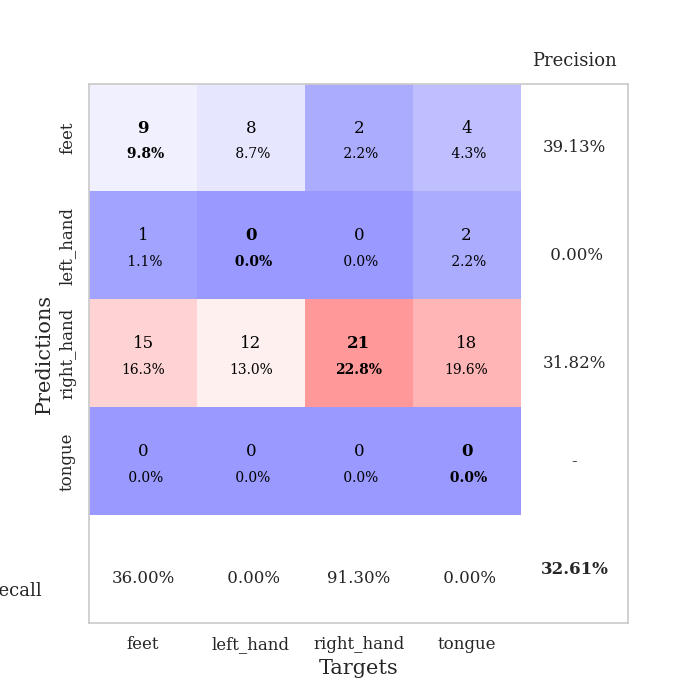 Precision
feet
9 8 2 4
9.8% 8.7% 2.2% 4.3%
39.13%
left_hand
1 0 0 2
1.1% 0.0% 0.0% 2.2%
0.00%
Predictions
right_hand
15 12 21 18
16.3% 13.0% 22.8% 19.6%
31.82%
tongue
0 0 0 0
0.0% 0.0% 0.0% 0.0%
-
ecall
36.00% 0.00% 91.30% 0.00%
32.61%
feet left_hand right_hand tongue
Targets